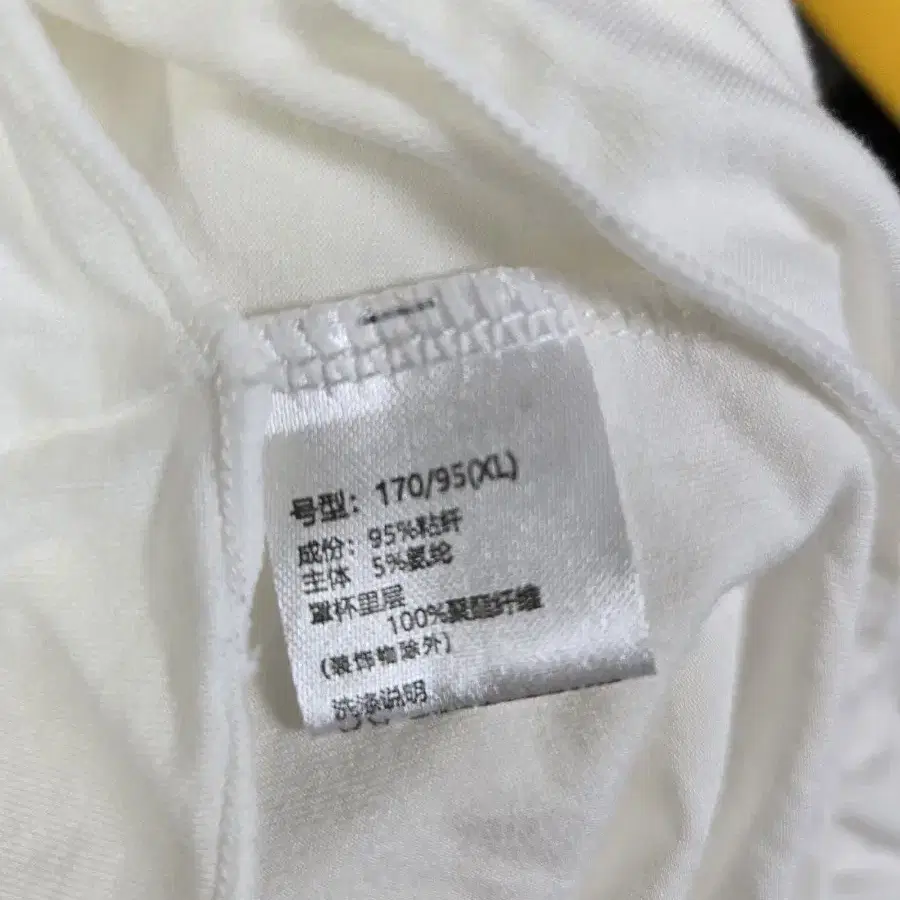 号型：170/95(XL)
成份：95%粘纤
主体 5%氨纶
罩杯里层
100%聚酯纤维
(装饰物除外)
洗涤说明